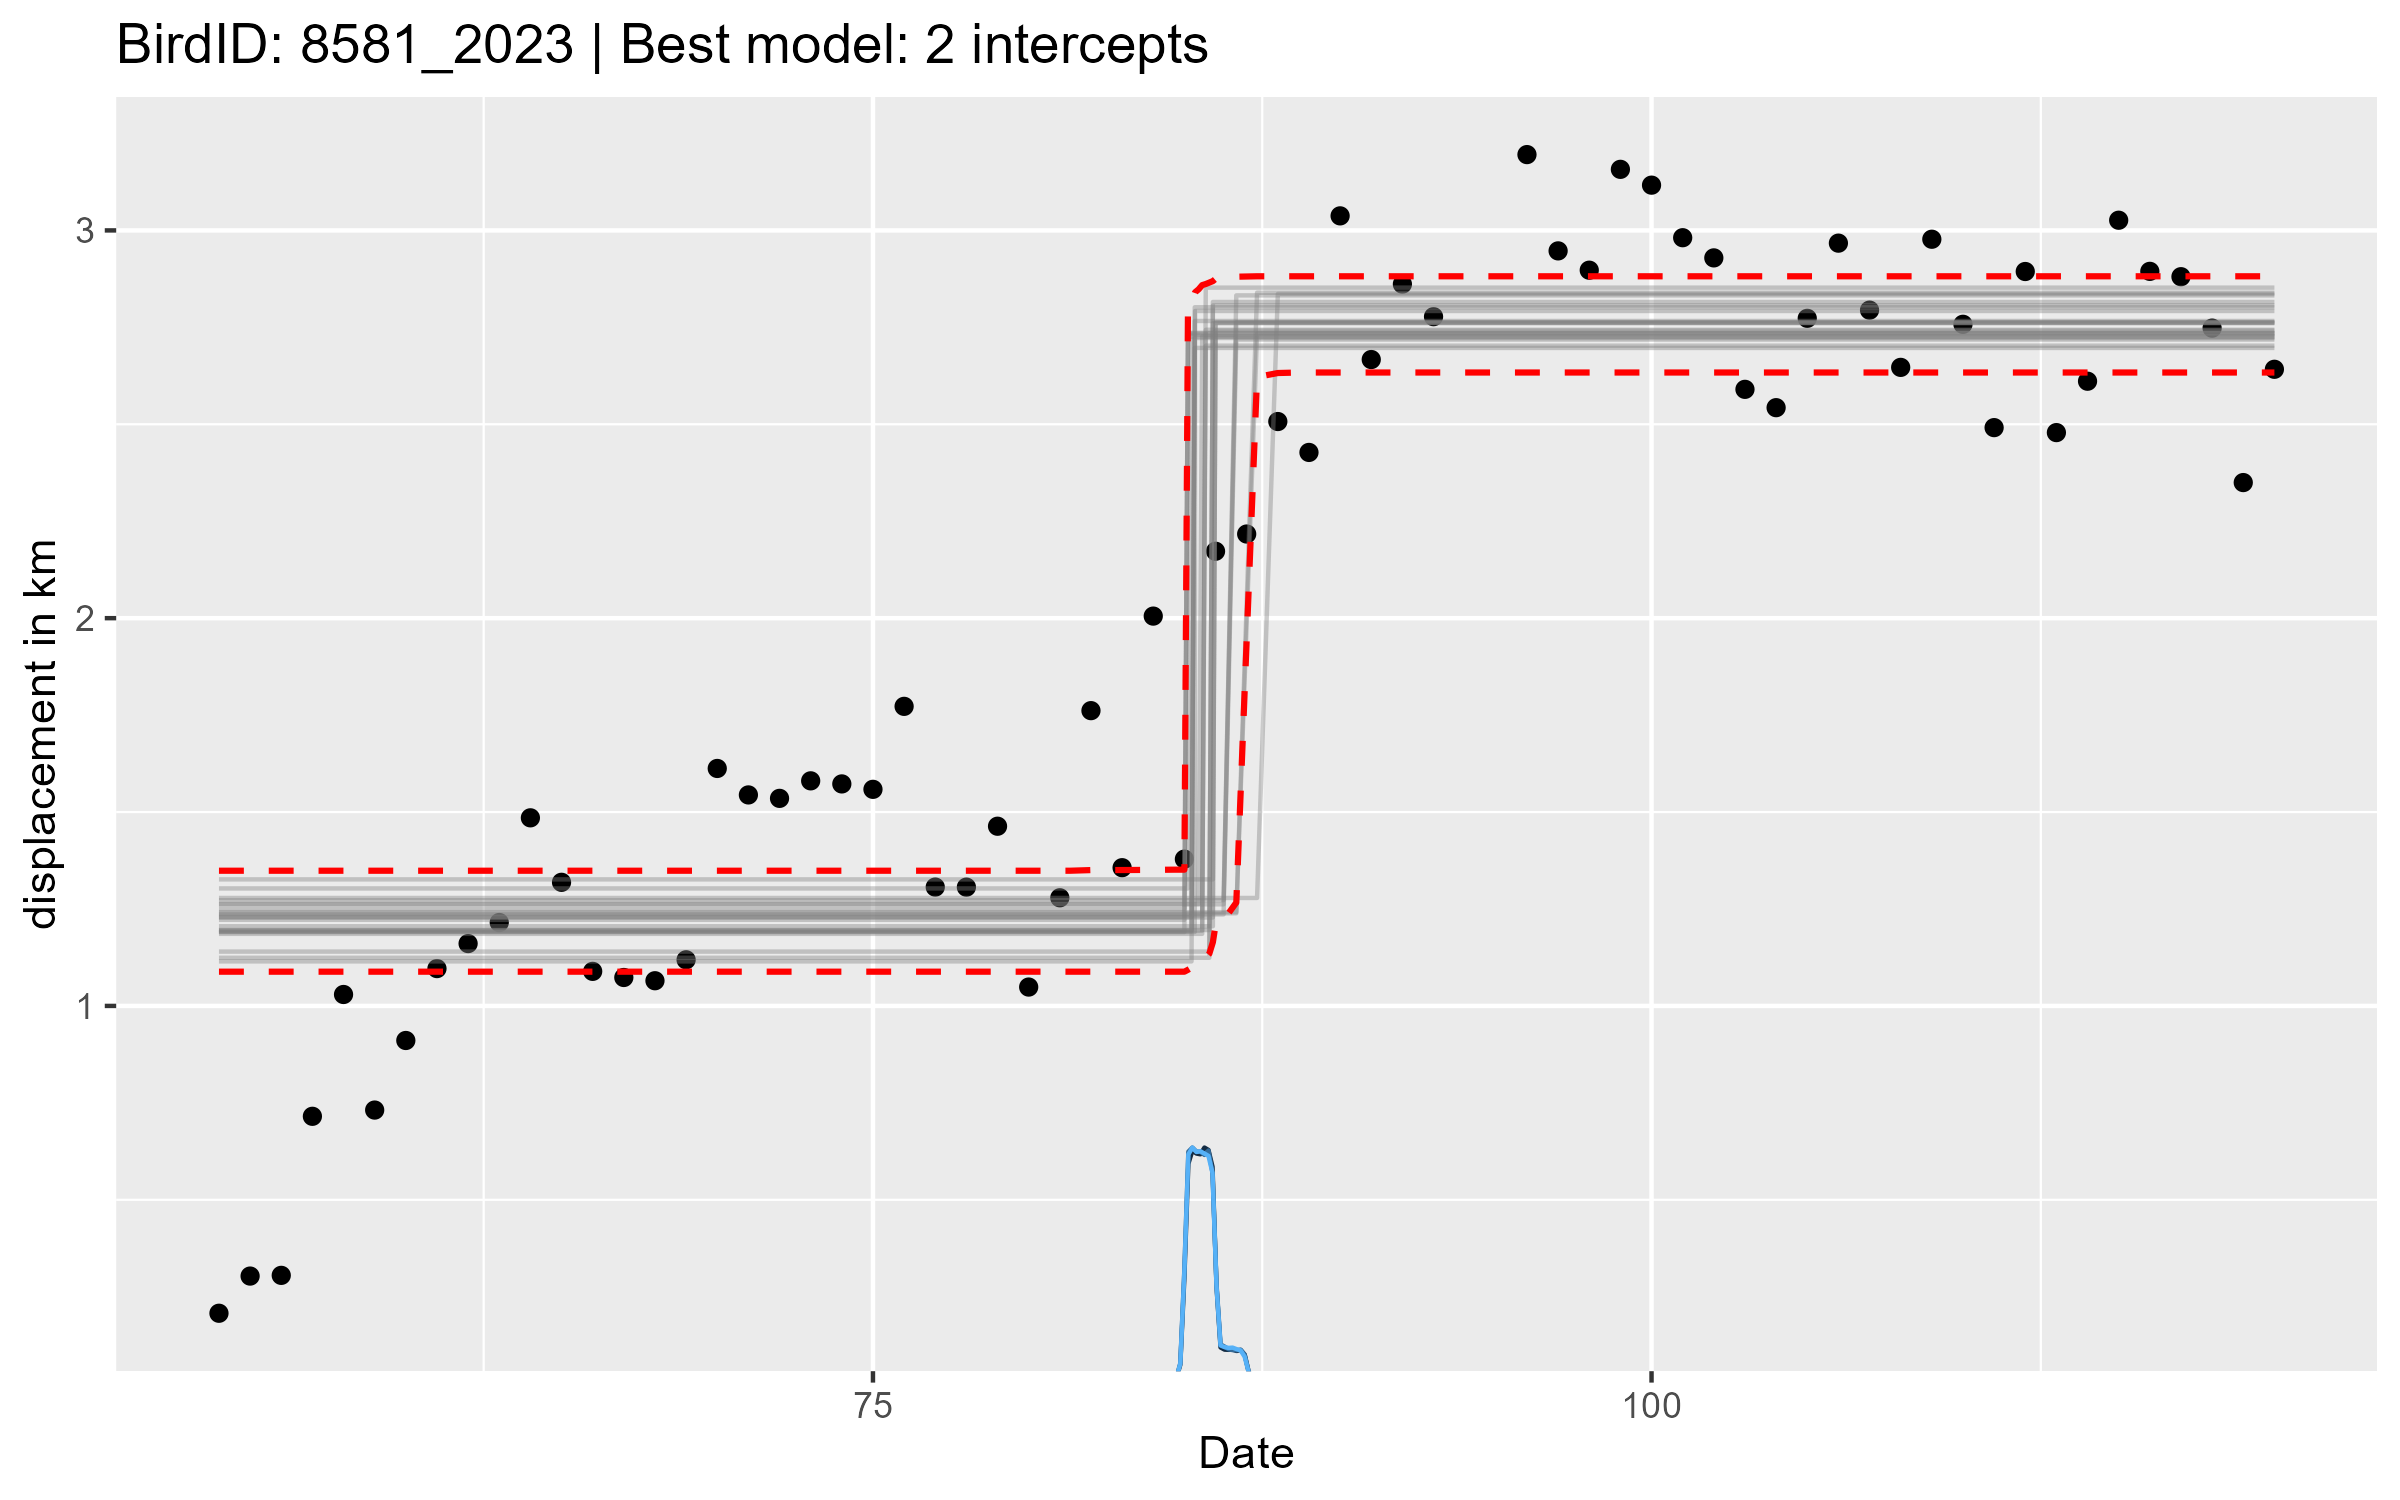 BirdID: 8581_2023 | Best model: 2 intercepts
displacement in km
3
2
1
75
100
Date